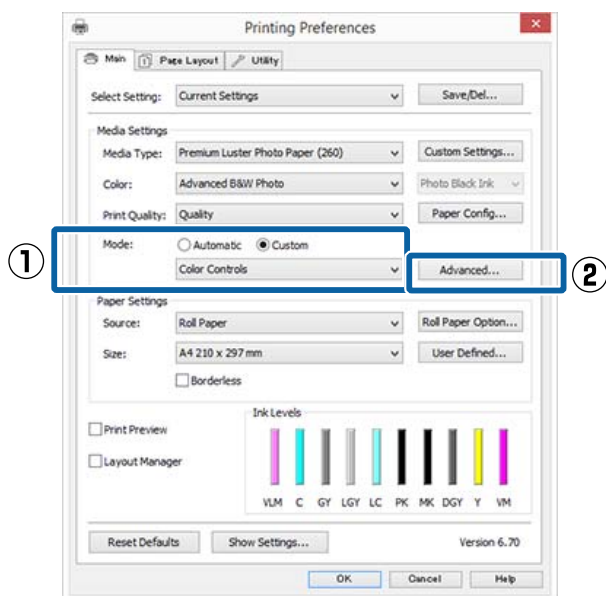 Printing Preferences
Main Page Layout Utility
Select Setting: Current Settings Save/Del...
Media Settings
Media Type: Premium Luster Photo Paper (260) Custom Settings...
Color: Advanced B&W Photo Photo Black Ink
Print Quality: Quality Paper Config...
Mode: Automatic Custom
① Color Controls Advanced... ②
Paper Settings
Source: Roll Paper Roll Paper Option...
Size: A4 210 x 297 mm User Defined...
Borderless
Ink Levels
Print Preview
Layout Manager
VLM C GY LGY LC PK MK DGY Y VM
Reset Defaults Show Settings... Version 6.70
OK Cancel Help